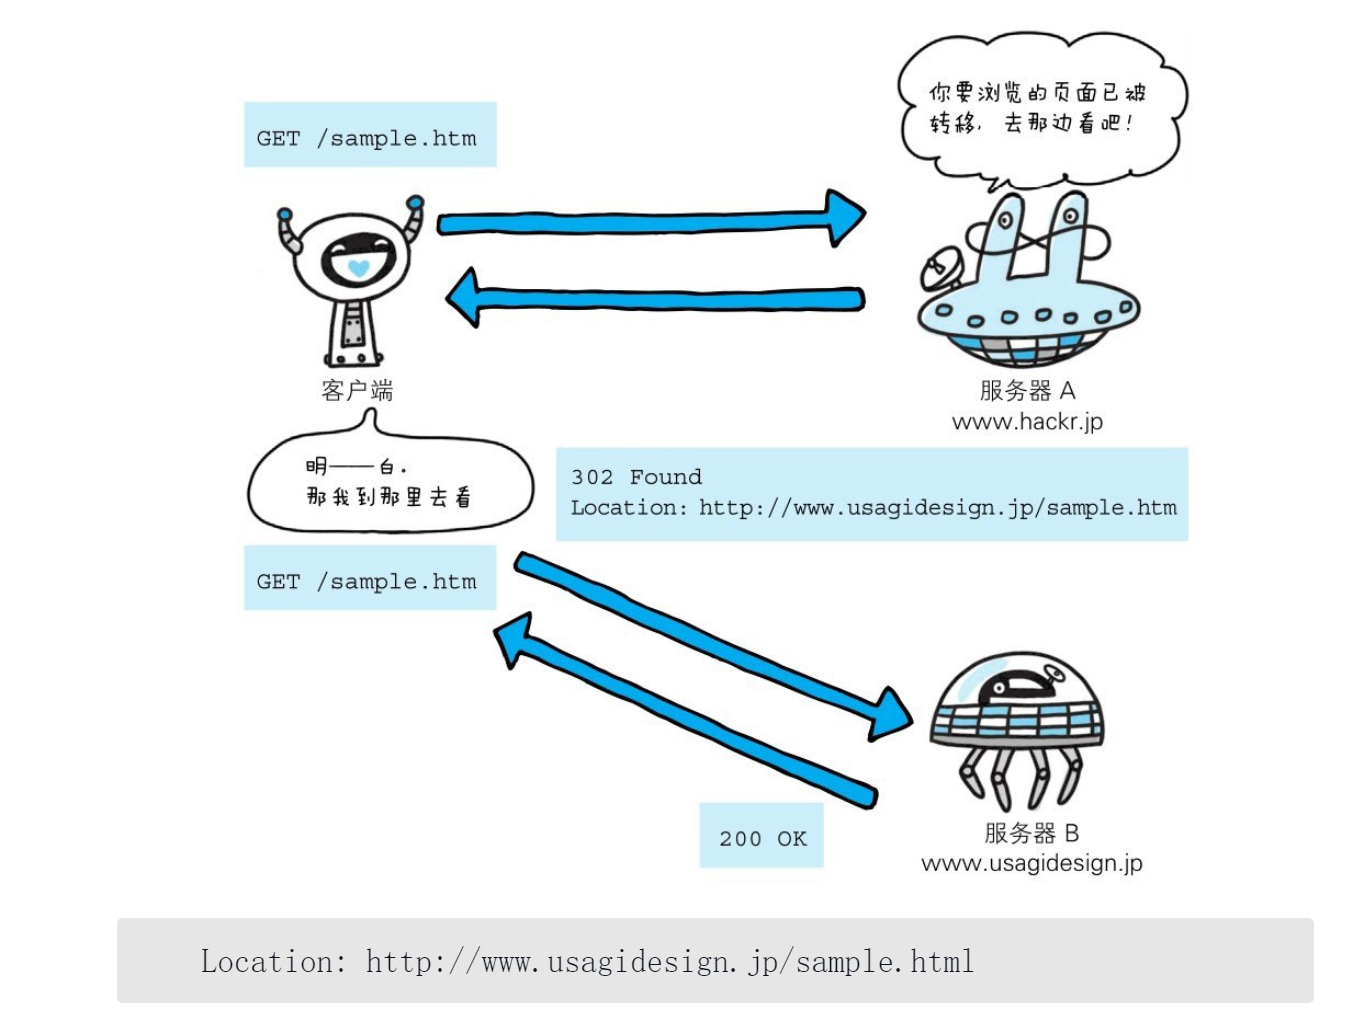 你要浏览的页面已被
转移，去那边看吧！
GET /sample.htm
客户端
服务器 A
www.hackr.jp
明——白。
那我到那里去看
302 Found
Location: http://www.usagidesign.jp/sample.htm
GET /sample.htm
200 OK
服务器 B
www.usagidesign.jp
Location: http://www.usagidesign.jp/sample.html